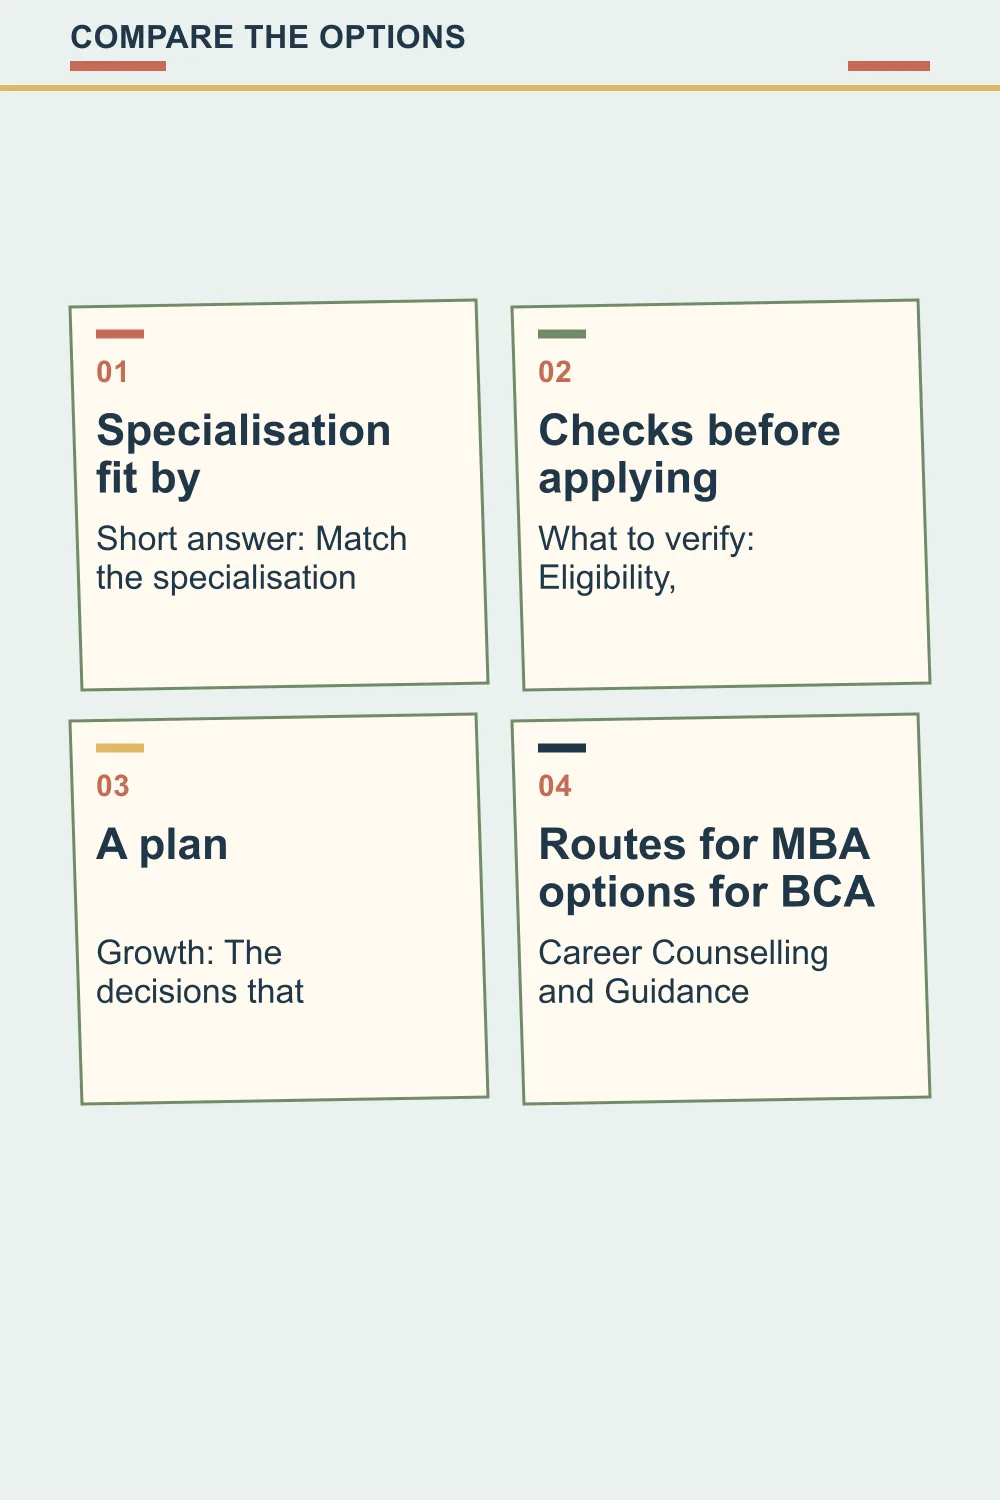 COMPARE THE OPTIONS
01
Specialisation
fit by
Short answer: Match
the specialisation
02
Checks before
applying
What to verify:
Eligibility,
03
A plan
Growth: The
decisions that
04
Routes for MBA
options for BCA
Career Counselling
and Guidance